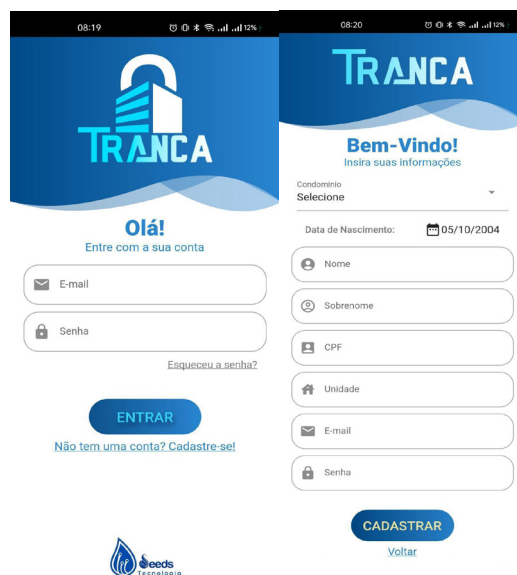 08:19
12%
TRANCA
Olá!
Entre com a sua conta
E-mail
Senha
Esqueceu a senha?
ENTRAR
Não tem uma conta? Cadastre-se!
Seeds
Tecnologia
08:20
12%
TRANCA
Bem-Vindo!
Insira suas informações
Condominio
Selecione
Data de Nascimento: 05/10/2004
Nome
Sobrenome
CPF
Unidade
E-mail
Senha
CADASTRAR
Voltar